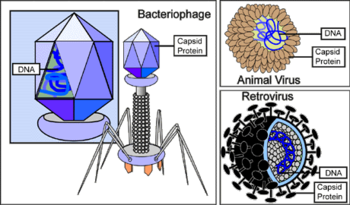 Bacteriophage
DNA
Capsid
Protein
DNA
Capsid
Protein
Animal Virus
Retrovirus
DNA
Capsid
Protein